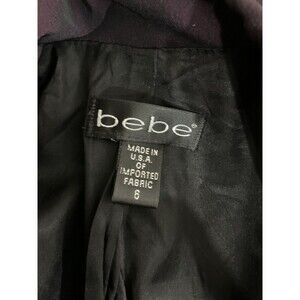 bebe®
MADE IN
U.S.A.
OF
IMPORTED
FABRIC
6